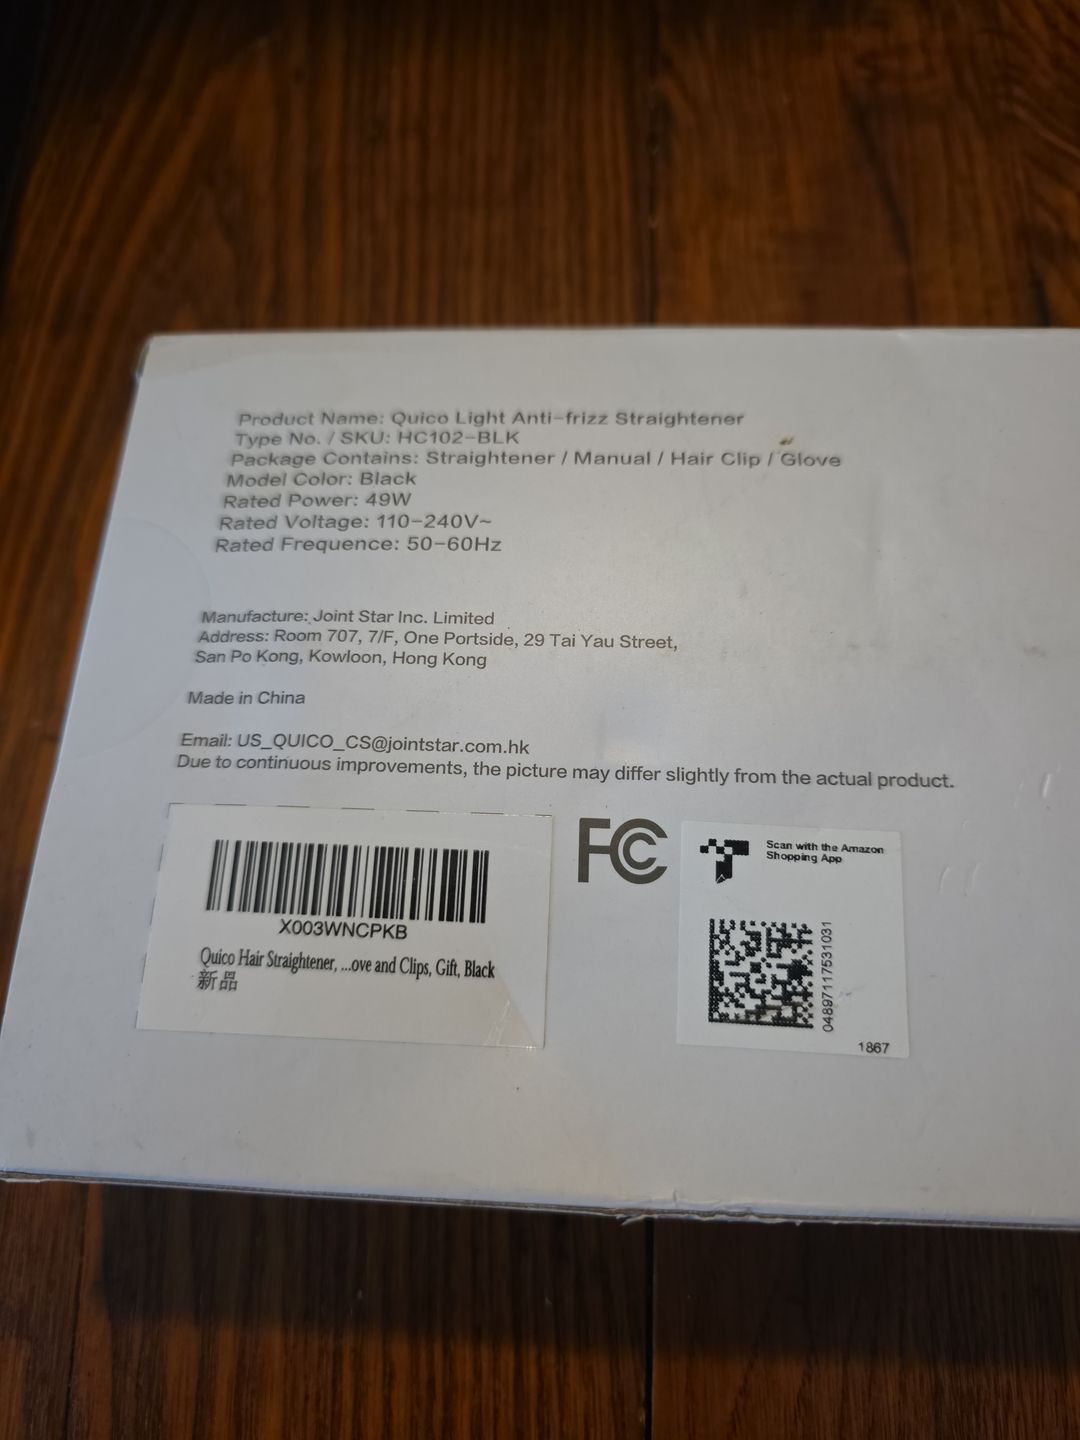 Product Name: Quico Light Anti-frizz Straightener
Type No. / SKU: HC102-BLK
Package Contains: Straightener / Manual / Hair Clip / Glove
Model Color: Black
Rated Power: 49W
Rated Voltage: 110-240V~
Rated Frequence: 50-60Hz
Manufacture: Joint Star Inc. Limited
Address: Room 707, 7/F, One Portside, 29 Tai Yau Street,
San Po Kong, Kowloon, Hong Kong
Made in China
Email: US_QUICO_CS@jointstar.com.hk
Due to continuous improvements, the picture may differ slightly from the actual product.
X003WNCPKB
Quico Hair Straightener, ...ove and Clips, Gift, Black
新品
FC
Scan with the Amazon
Shopping App
04897117531031
1867